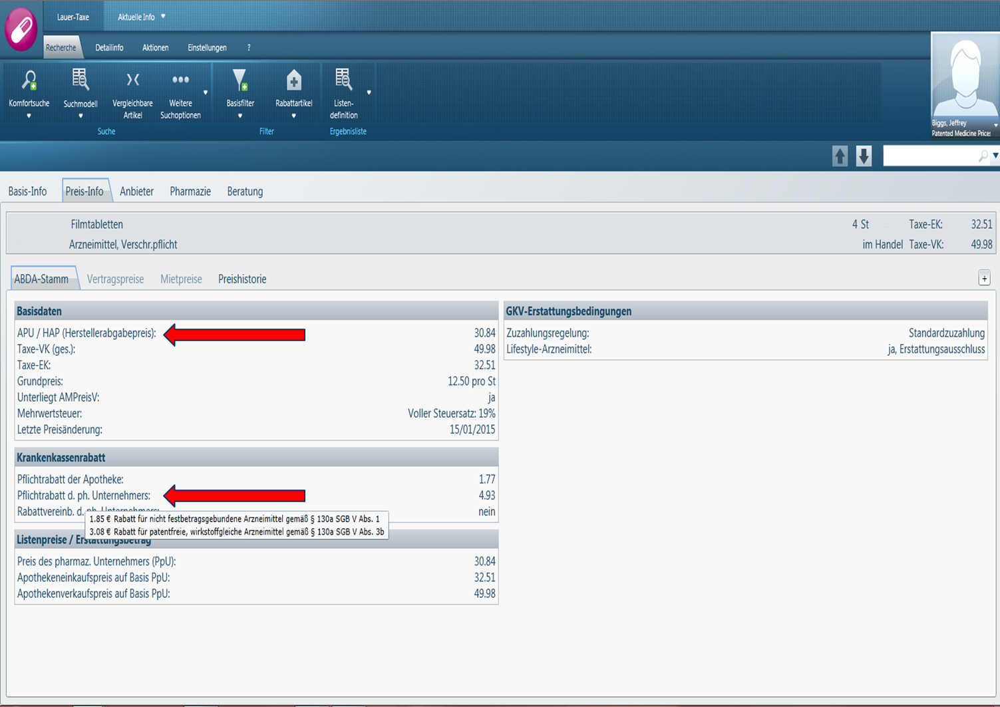 Lauer-Taxe Aktuelle Info
Recherche Detailinfo Aktionen Einstellungen ?
Komfortsuche Suchmodell Vergleichbare Artikel Weitere Suchoptionen Basisfilter Rabattartikel Listen-definition
Suche Filter Ergebnisliste
Biggs, Jeffrey
Patented Medicine Prices
Basis-Info Preis-Info Anbieter Pharmazie Beratung
Filmtabletten 4 St Taxe-EK: 32.51
Arzneimittel, Verschr.pflicht im Handel Taxe-VK: 49.98
ABDA-Stamm Vertragspreise Mietpreise Preishistorie
Basisdaten
APU / HAP (Herstellerabgabepreis): 30.84
Taxe-VK (ges.): 49.98
Taxe-EK: 32.51
Grundpreis: 12.50 pro St
Unterliegt AMPreisV: ja
Mehrwertsteuer: Voller Steuersatz: 19%
Letzte Preisänderung: 15/01/2015
GKV-Erstattungsbedingungen
Zuzahlungsregelung: Standardzuzahlung
Lifestyle-Arzneimittel: ja, Erstattungsausschluss
Krankenkassenrabatt
Pflichtrabatt der Apotheke: 1.77
Pflichtrabatt d. ph. Unternehmers: 4.93
Rabattvereinb. d. ph. Unternehmers: nein
1.85 € Rabatt für nicht festbetragsgebundene Arzneimittel gemäß § 130a SGB V Abs. 1
3.08 € Rabatt für patentfreie, wirkstoffgleiche Arzneimittel gemäß § 130a SGB V Abs. 3b
Listenpreise / Erstattungsbetrag
Preis des pharmaz. Unternehmers (PpU): 30.84
Apothekeneinkaufspreis auf Basis PpU: 32.51
Apothekenverkaufspreis auf Basis PpU: 49.98